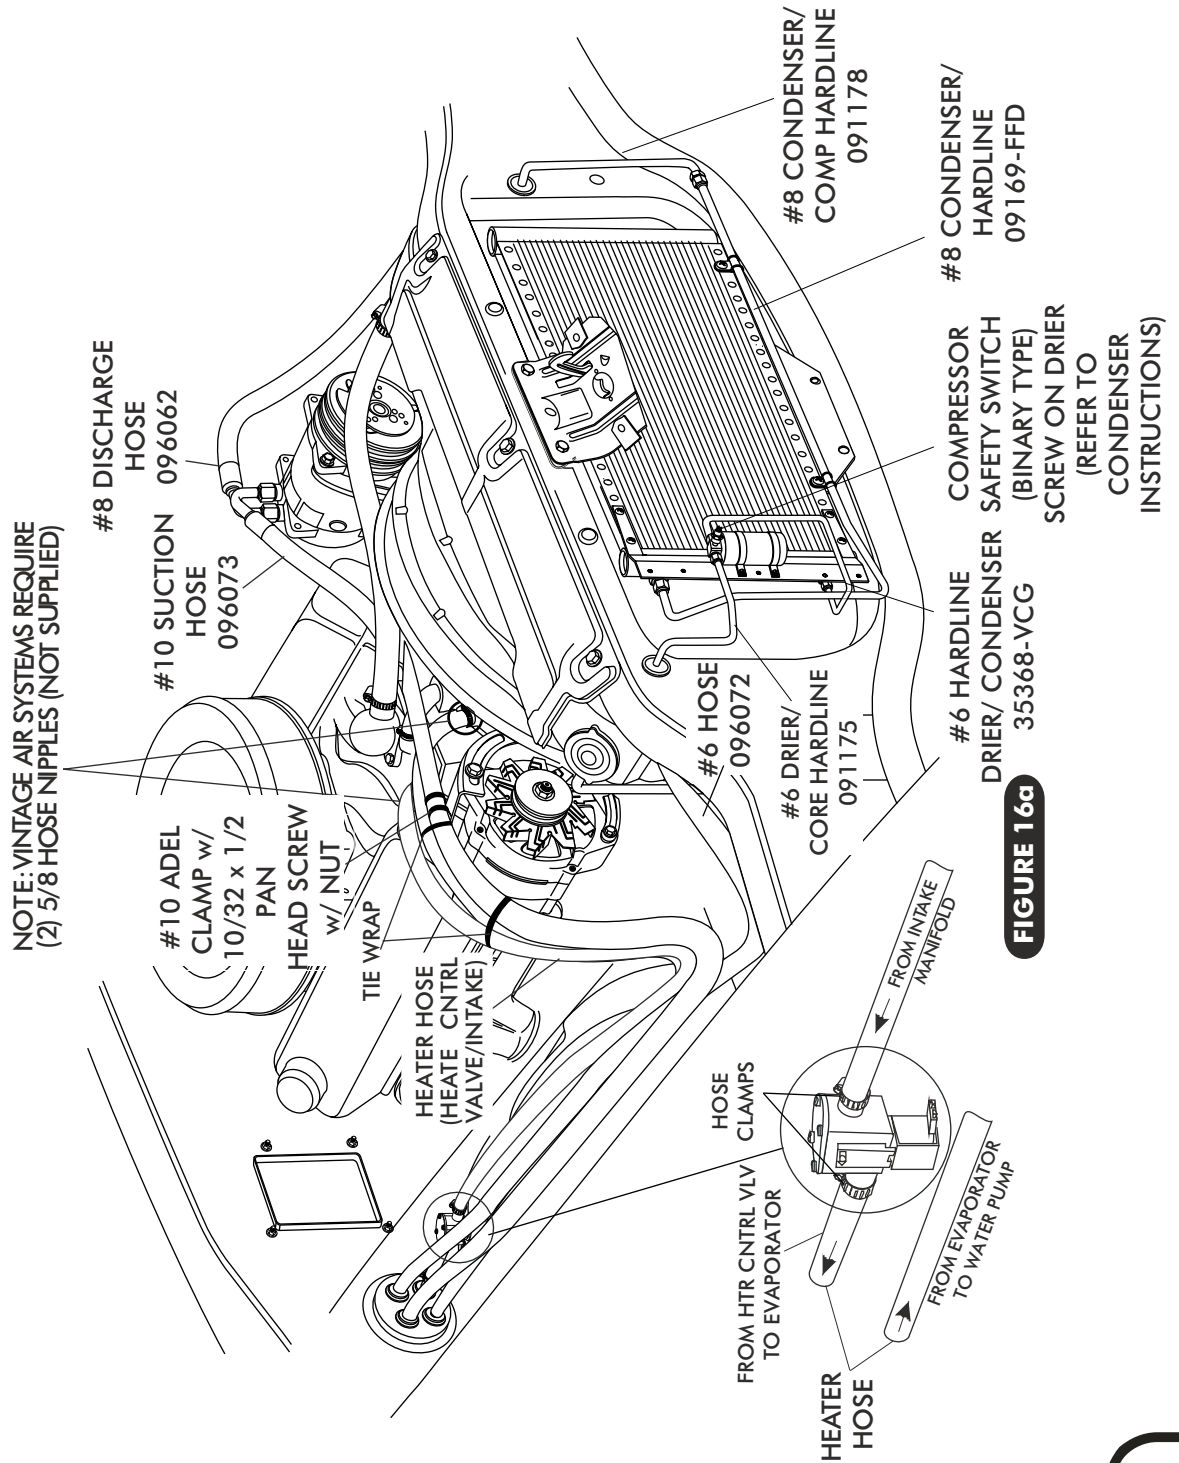 NOTE: VINTAGE AIR SYSTEMS REQUIRE
(2) 5/8 HOSE NIPPLES (NOT SUPPLIED)
#8 DISCHARGE
HOSE
096062
#10 SUCTION
HOSE
096073
#10 ADEL
CLAMP w/
10/32 x 1/2
PAN
HEAD SCREW
w/ NUT
TIE WRAP
HEATER HOSE
(HEATE CNTRL
VALVE/INTAKE)
#8 CONDENSER/
COMP HARDLINE
091178
#8 CONDENSER/
HARDLINE
09169-FFD
COMPRESSOR
SAFETY SWITCH
(BINARY TYPE)
SCREW ON DRIER
(REFER TO
CONDENSER
INSTRUCTIONS)
#6 HARDLINE
DRIER/ CONDENSER
35368-VCG
#6 HOSE
096072
#6 DRIER/
CORE HARDLINE
091175
HOSE
CLAMPS
FROM INTAKE
MANIFOLD
FROM HTR CNTRL VLV
TO EVAPORATOR
FROM EVAPORATOR
TO WATER PUMP
HEATER
HOSE
FIGURE 16a